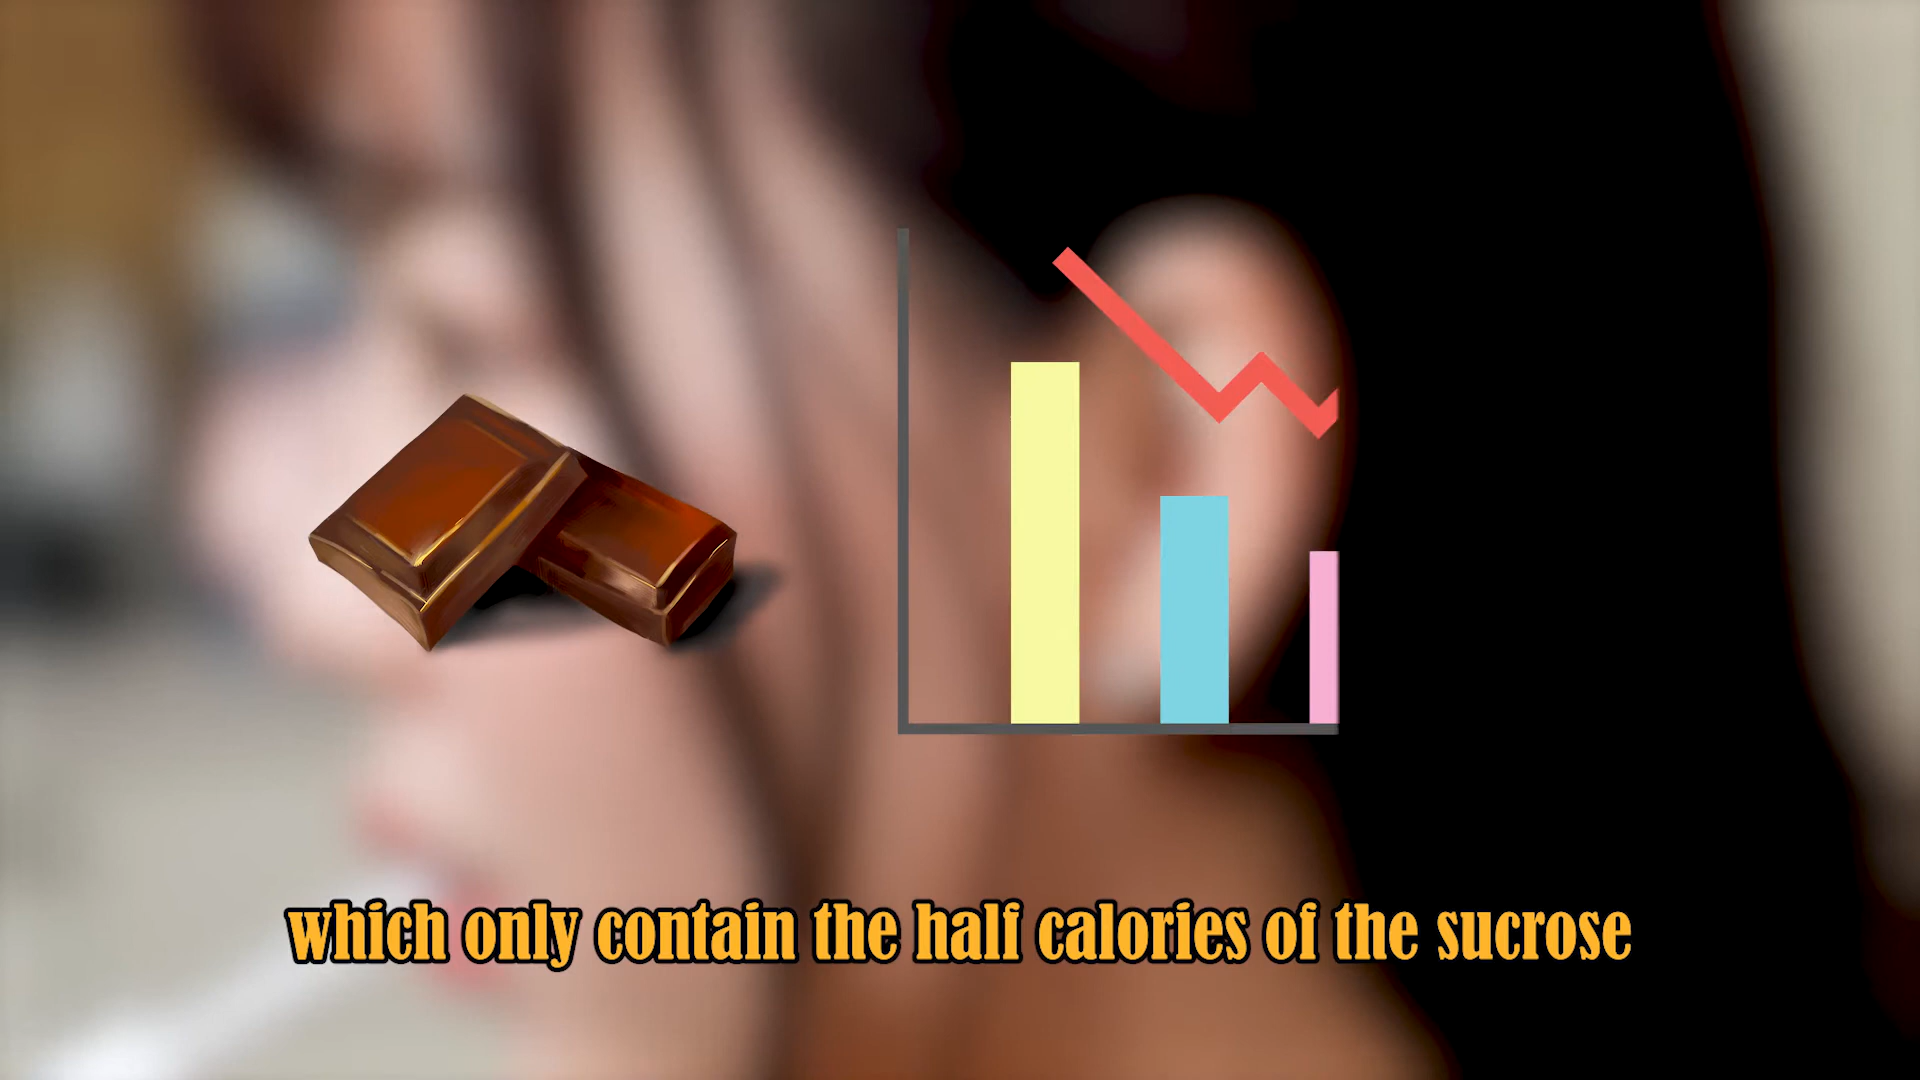 which only contain the half calories of the sucrose